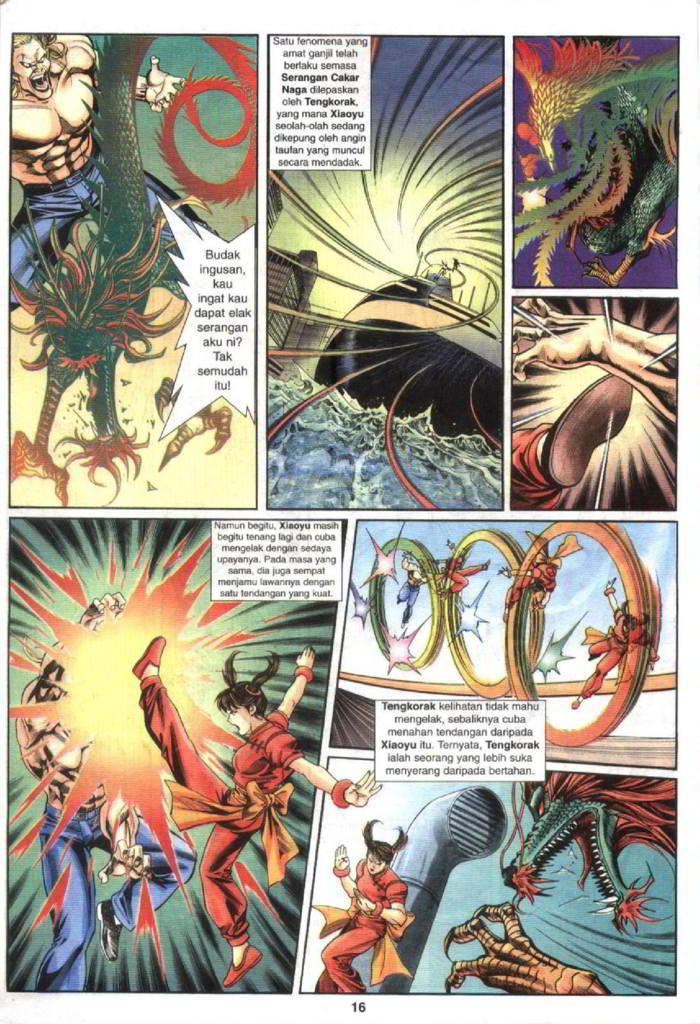 Budak
ingusan,
kau
ingat kau
dapat elak
serangan
aku ni?
Tak
semudah
itu!
Satu fenomena yang
amat ganjil telah
berlaku semasa
Serangan Cakar
Naga dilepaskan
oleh Tengkorak,
yang mana Xiaoyu
seolah-olah sedang
dikepung oleh angin
taufan yang muncul
secara mendadak.
Namun begitu, Xiaoyu masih
begitu tenang lagi dan cuba
mengelak dengan sedaya
upayanya. Pada masa yang
sama, dia juga sempat
menjamu lawannya dengan
satu tendangan yang kuat.
Tengkorak kelihatan tidak mahu
mengelak, sebaliknya cuba
menahan tendangan daripada
Xiaoyu itu. Ternyata, Tengkorak
ialah seorang yang lebih suka
menyerang daripada bertahan.
16